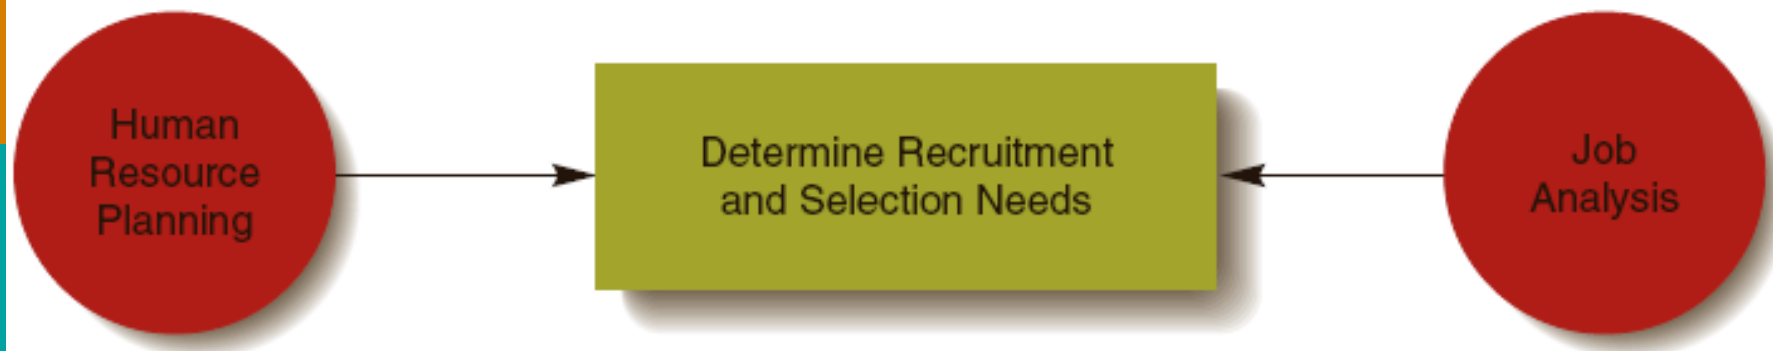 Human
Resource
Planning
Determine Recruitment
and Selection Needs
Job
Analysis